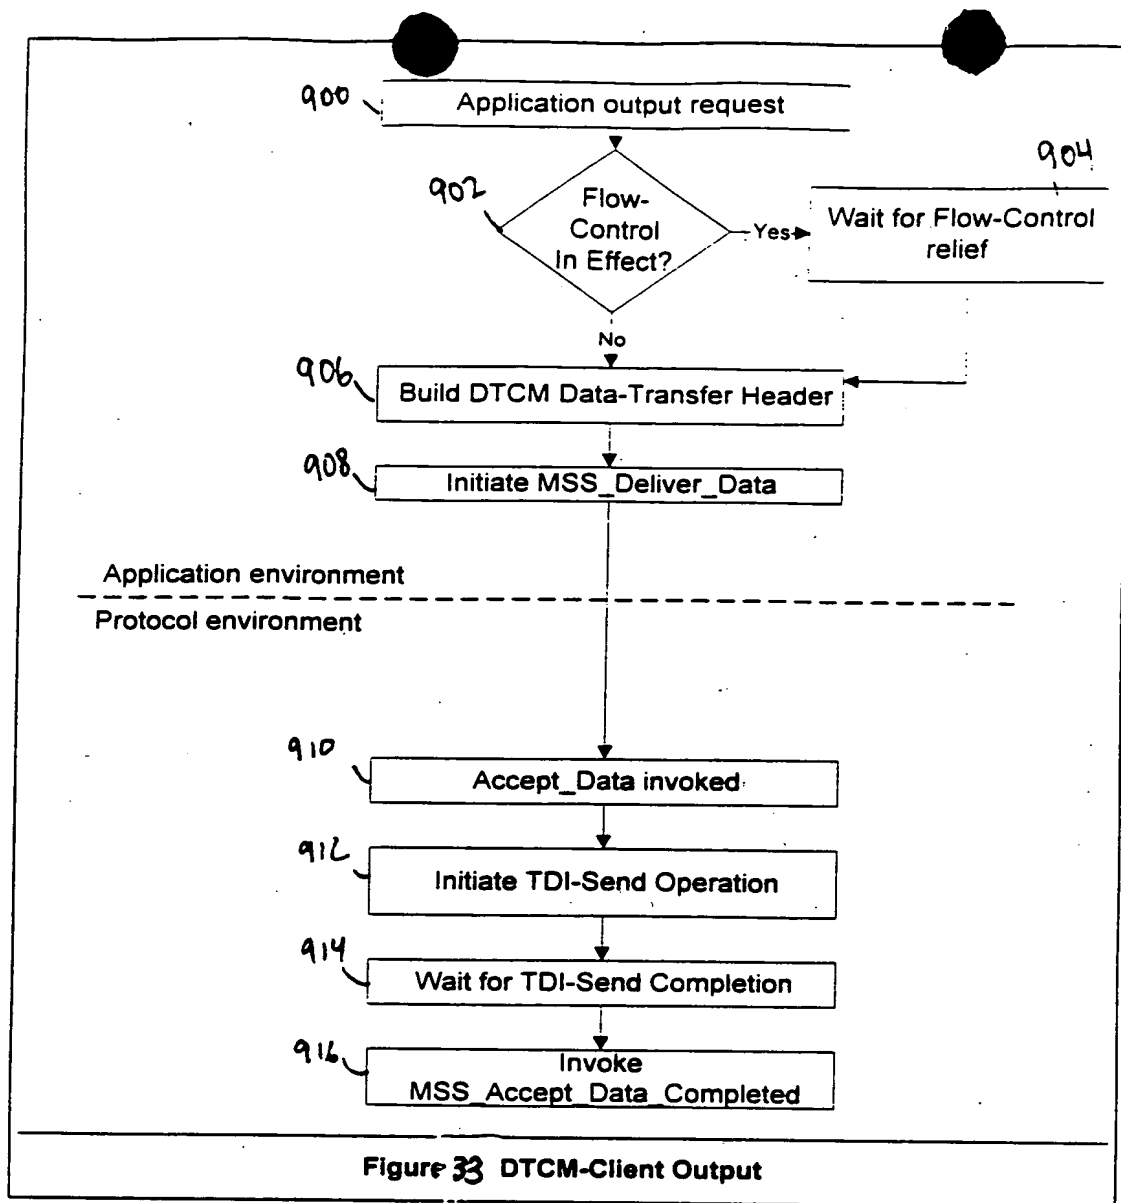 900
Application output request
902
Flow-
Control
In Effect?
Yes
904
Wait for Flow-Control
relief
No
906
Build DTCM Data-Transfer Header
908
Initiate MSS_Deliver_Data
Application environment
Protocol environment
910
Accept_Data invoked
912
Initiate TDI-Send Operation
914
Wait for TDI-Send Completion
916
Invoke
MSS_Accept_Data_Completed
Figure 33 DTCM-Client Output